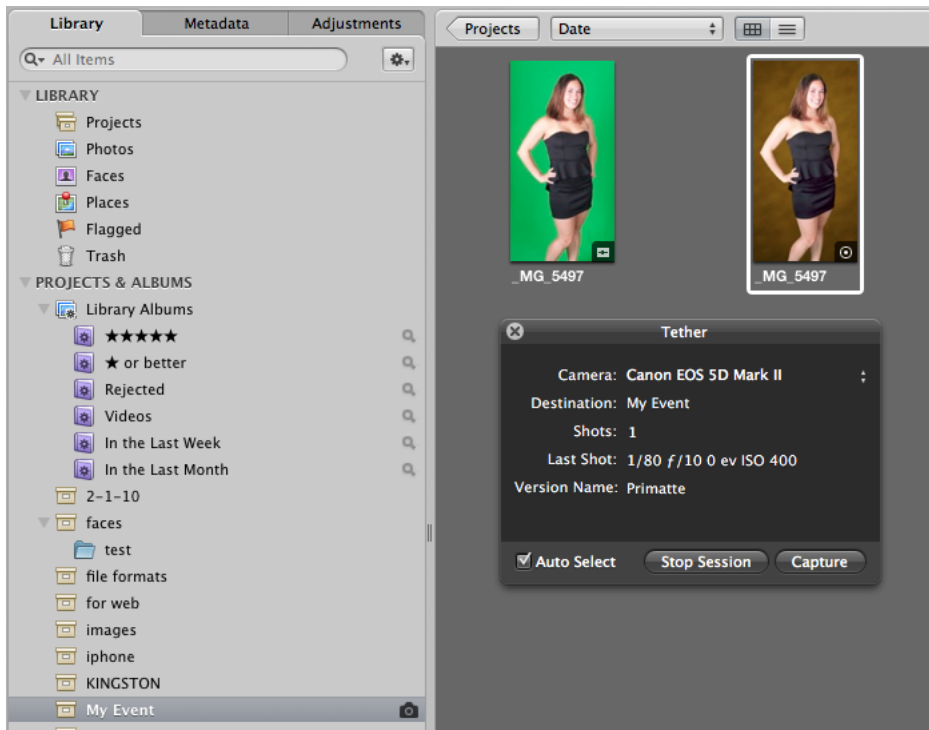 Library Metadata Adjustments
All Items
LIBRARY
Projects
Photos
Faces
Places
Flagged
Trash
PROJECTS & ALBUMS
Library Albums
★★★★★
★ or better
Rejected
Videos
In the Last Week
In the Last Month
2-1-10
faces
test
file formats
for web
images
iphone
KINGSTON
My Event
Projects Date
_MG_5497 _MG_5497
Tether
Camera: Canon EOS 5D Mark II
Destination: My Event
Shots: 1
Last Shot: 1/80 ƒ/10 0 ev ISO 400
Version Name: Primatte
Auto Select Stop Session Capture